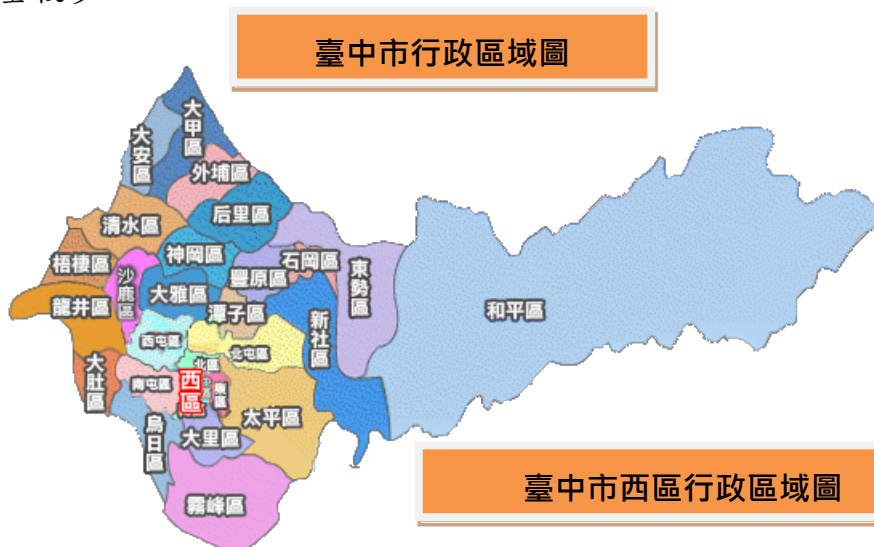 臺中市行政區域圖
大甲區
大安區
外埔區
后里區
清水區
神岡區
梧棲區
沙鹿區
豐原區
石岡區
東勢區
大雅區
龍井區
潭子區
新社區
和平區
西屯區
北屯區
北區
大肚區
南屯區
西區
東區
太平區
烏日區
大里區
霧峰區
臺中市西區行政區域圖